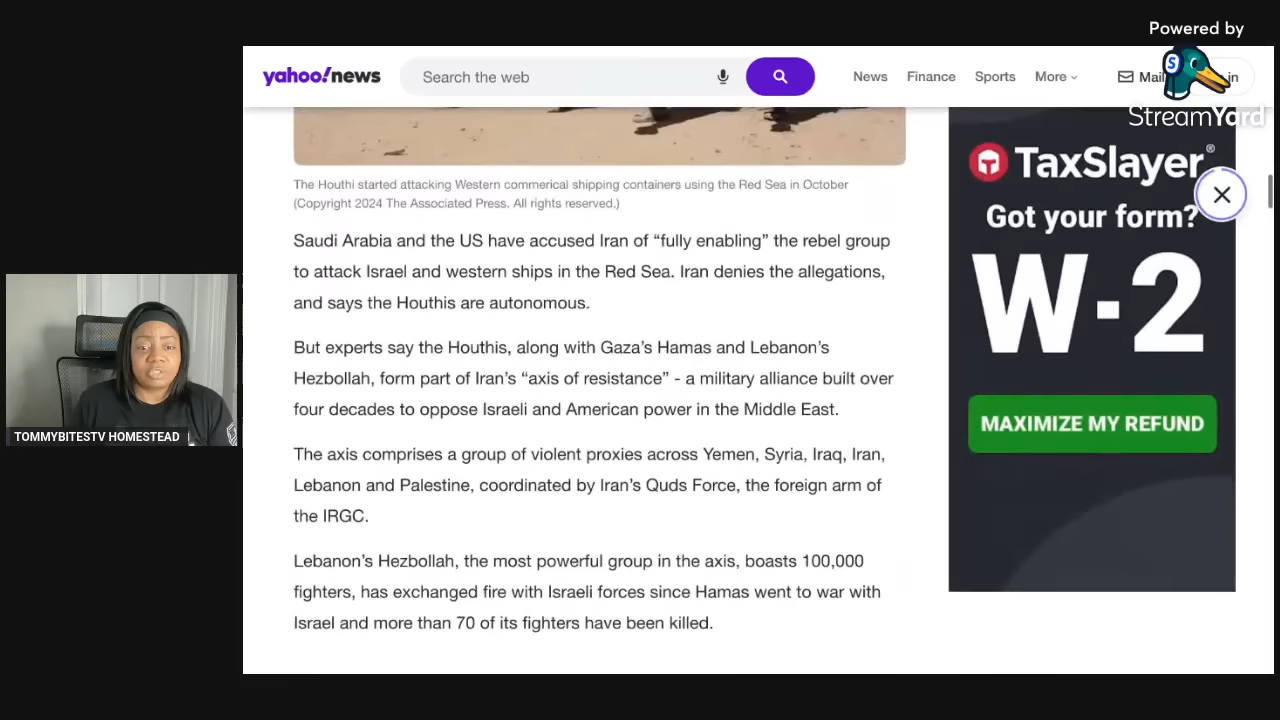 Powered by
StreamYard
yahoo!news
Search the web
News
Finance
Sports
More
Mail
in
The Houthi started attacking Western commerical shipping containers using the Red Sea in October
(Copyright 2024 The Associated Press. All rights reserved.)
Saudi Arabia and the US have accused Iran of “fully enabling” the rebel group
to attack Israel and western ships in the Red Sea. Iran denies the allegations,
and says the Houthis are autonomous.
But experts say the Houthis, along with Gaza’s Hamas and Lebanon’s
Hezbollah, form part of Iran’s “axis of resistance” - a military alliance built over
four decades to oppose Israeli and American power in the Middle East.
The axis comprises a group of violent proxies across Yemen, Syria, Iraq, Iran,
Lebanon and Palestine, coordinated by Iran’s Quds Force, the foreign arm of
the IRGC.
Lebanon’s Hezbollah, the most powerful group in the axis, boasts 100,000
fighters, has exchanged fire with Israeli forces since Hamas went to war with
Israel and more than 70 of its fighters have been killed.
TaxSlayer®
Got your form?
W-2
MAXIMIZE MY REFUND
TOMMYBITESTV HOMESTEAD